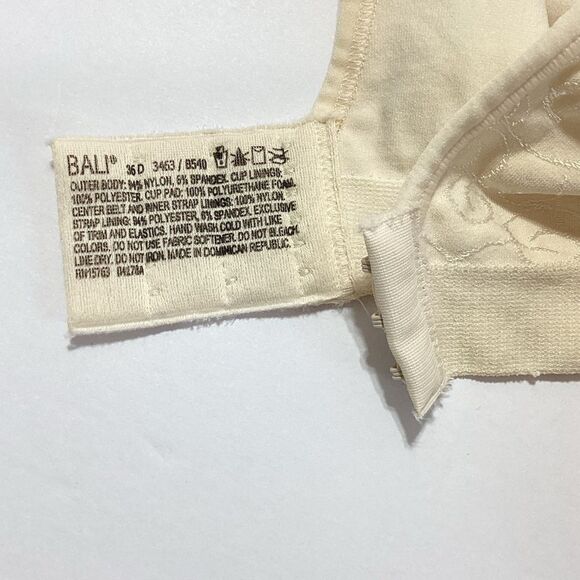 BALI® 36 D 3463 / B540
OUTER BODY: 94% NYLON, 6% SPANDEX. CUP LININGS:
100% POLYESTER, CUP PAD: 100% POLYURETHANE FOAM.
CENTER BELT AND INNER STRAP LININGS: 100% NYLON.
STRAP LINING: 94% POLYESTER, 6% SPANDEX. EXCLUSIVE
OF TRIM AND ELASTICS. HAND WASH COLD WITH LIKE
COLORS. DO NOT USE FABRIC SOFTENER. DO NOT BLEACH.
LINE DRY. DO NOT IRON. MADE IN DOMINICAN REPUBLIC.
RN15763